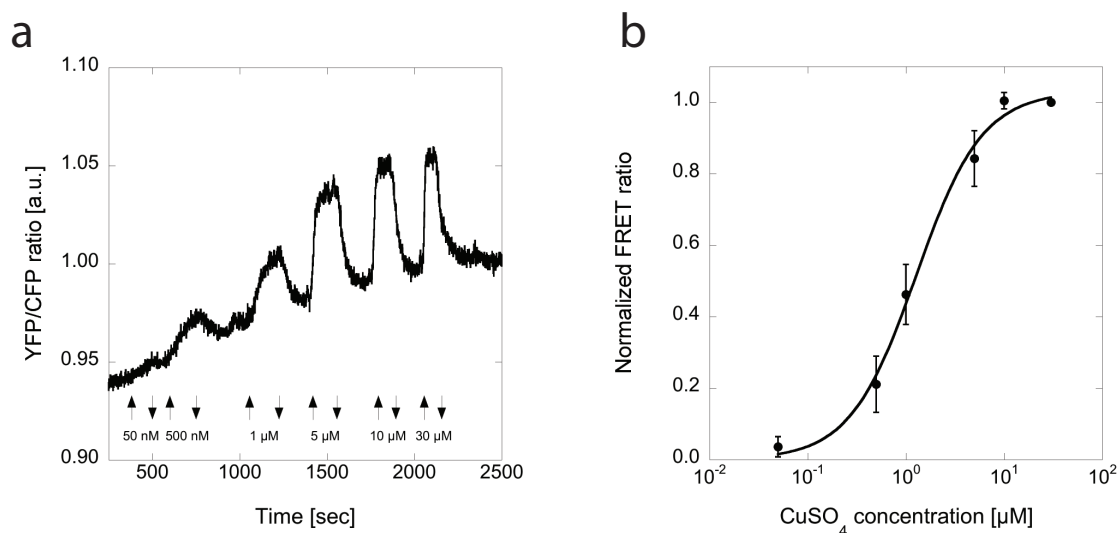 a
YFP/CFP ratio [a.u.]
1.10
1.05
1.00
0.95
0.90
50 nM
500 nM
1 µM
5 µM
10 µM
30 µM
500
1000
1500
2000
2500
Time [sec]
b
Normalized FRET ratio
1.0
0.8
0.6
0.4
0.2
0.0
10⁻²
10⁻¹
10⁰
10¹
10²
CuSO₄ concentration [µM]